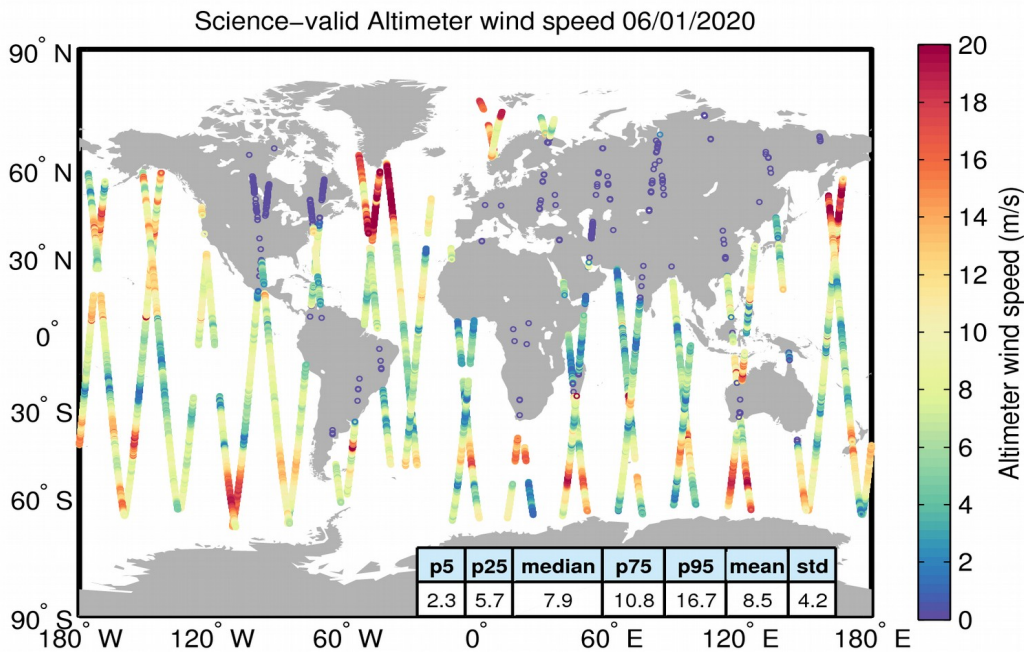 Science−valid Altimeter wind speed 06/01/2020
90° N
60° N
30° N
0°
30° S
60° S
90° S
180° W
120° W
60° W
0°
60° E
120° E
180° E
p5 p25 median p75 p95 mean std
2.3 5.7 7.9 10.8 16.7 8.5 4.2
20
18
16
14
12
10
8
6
4
2
0
Altimeter wind speed (m/s)